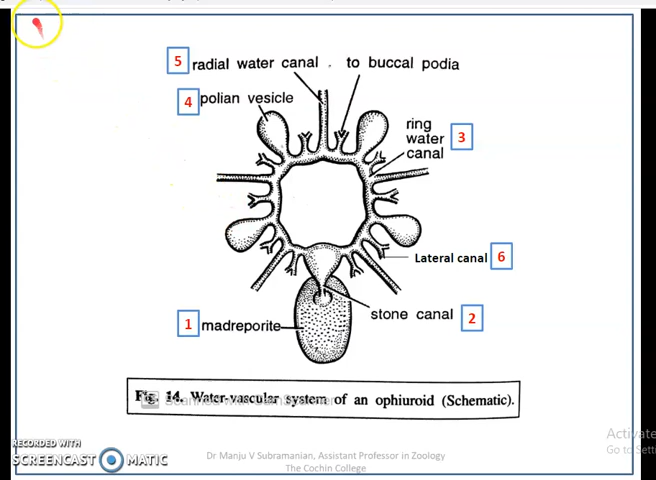 5 radial water canal . to buccal podia
4 polian vesicle
ring
water 3
canal
Lateral canal 6
stone canal 2
1 madreporite
Fig. 14. Water-vascular system of an ophiuroid (Schematic).
RECORDED WITH
SCREENCAST MATIC
Dr Manju V Subramanian, Assistant Professor in Zoology
The Cochin College
Activate
Go to Setti